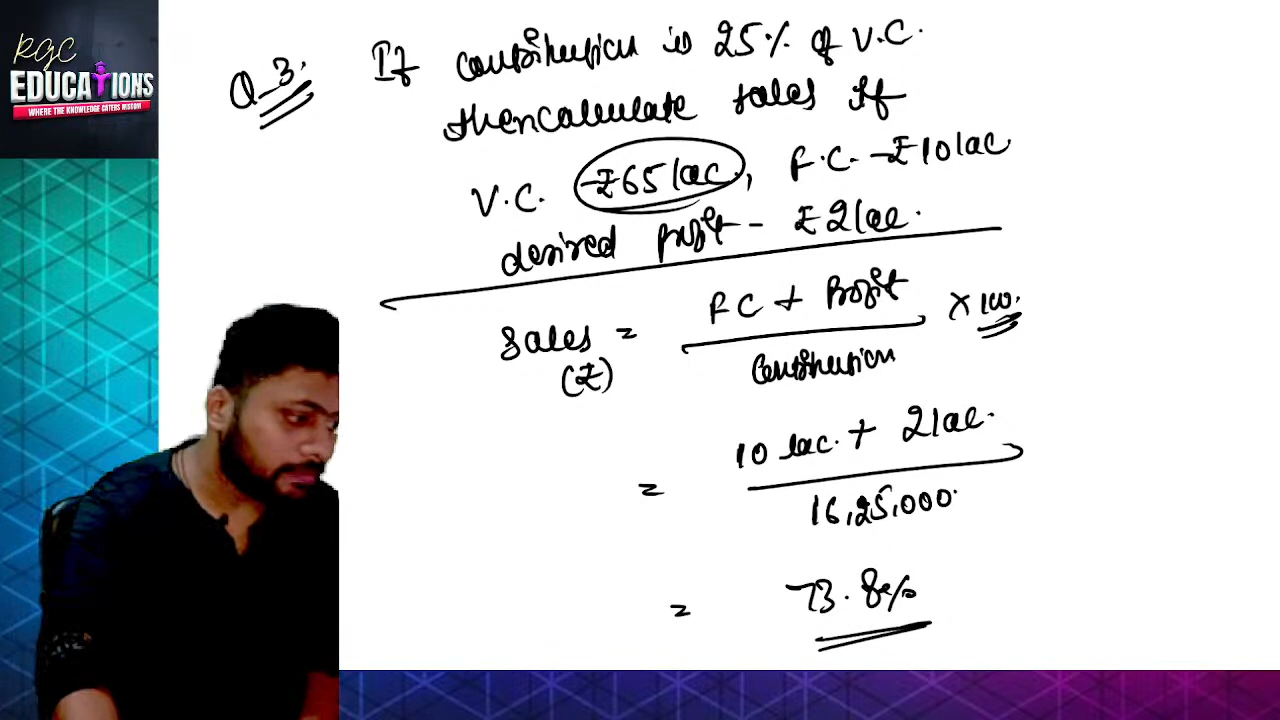 RGC
EDUCATIONS
WHERE THE KNOWLEDGE CATERS WISDOM
Q-3. If contribution is 25% of V.C.
then calculate sales if
V.C. ₹65 lac, F.C. - ₹10 lac
desired profit - ₹2 lac.
Sales = FC + Profit × 100.
(₹) Contribution
= 10 lac. + 2 lac.
16,25,000.
= 73.8%